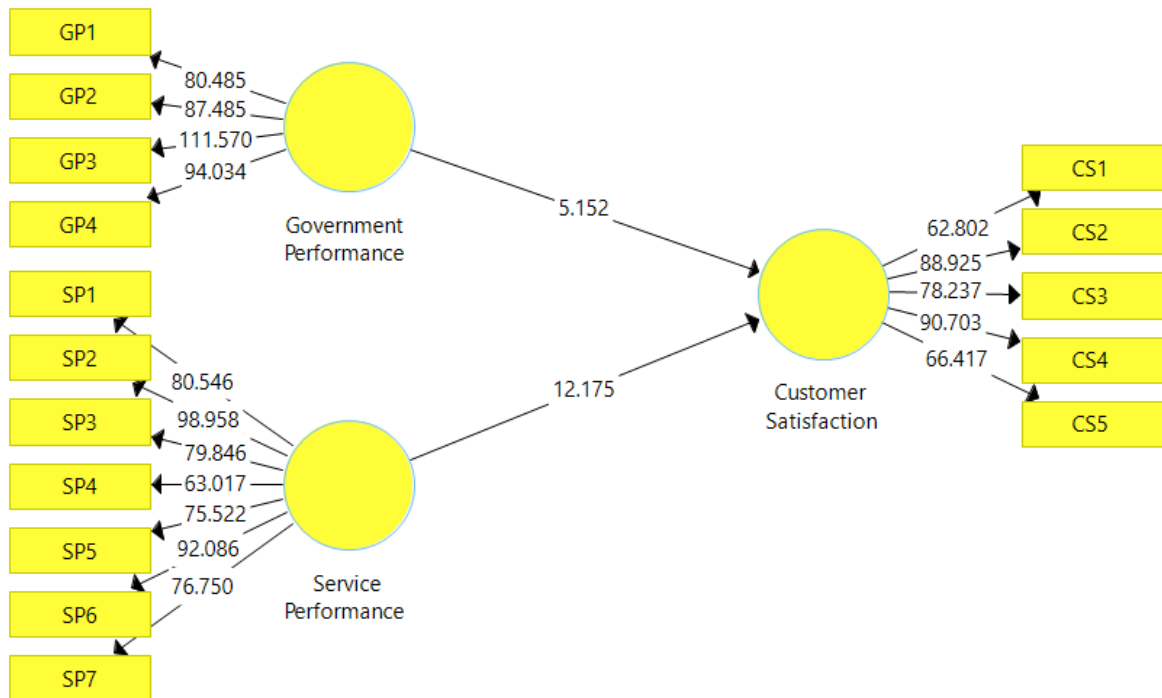 GP1
80.485
GP2
87.485
111.570
GP3
94.034
GP4
Government
Performance
5.152
SP1
SP2
80.546
SP3
98.958
79.846
SP4
63.017
75.522
SP5
92.086
76.750
SP6
SP7
Service
Performance
12.175
Customer
Satisfaction
CS1
62.802
CS2
88.925
78.237
CS3
90.703
CS4
66.417
CS5